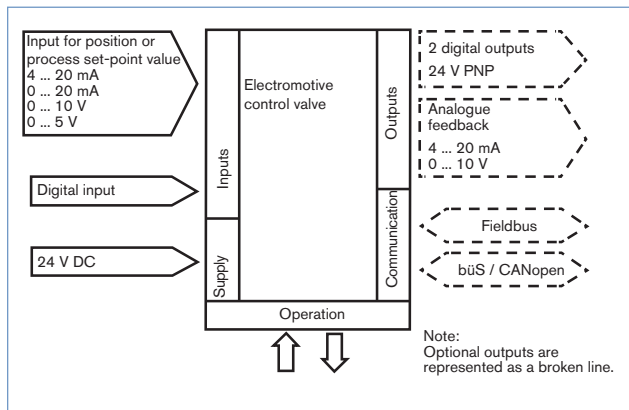 Input for position or
process set-point value
4 ... 20 mA
0 ... 20 mA
0 ... 10 V
0 ... 5 V
Digital input
24 V DC
Inputs
Supply
Electromotive
control valve
Outputs
Communication
Operation
2 digital outputs
24 V PNP
Analogue
feedback
4 ... 20 mA
0 ... 10 V
Fieldbus
büS / CANopen
Note:
Optional outputs are
represented as a broken line.